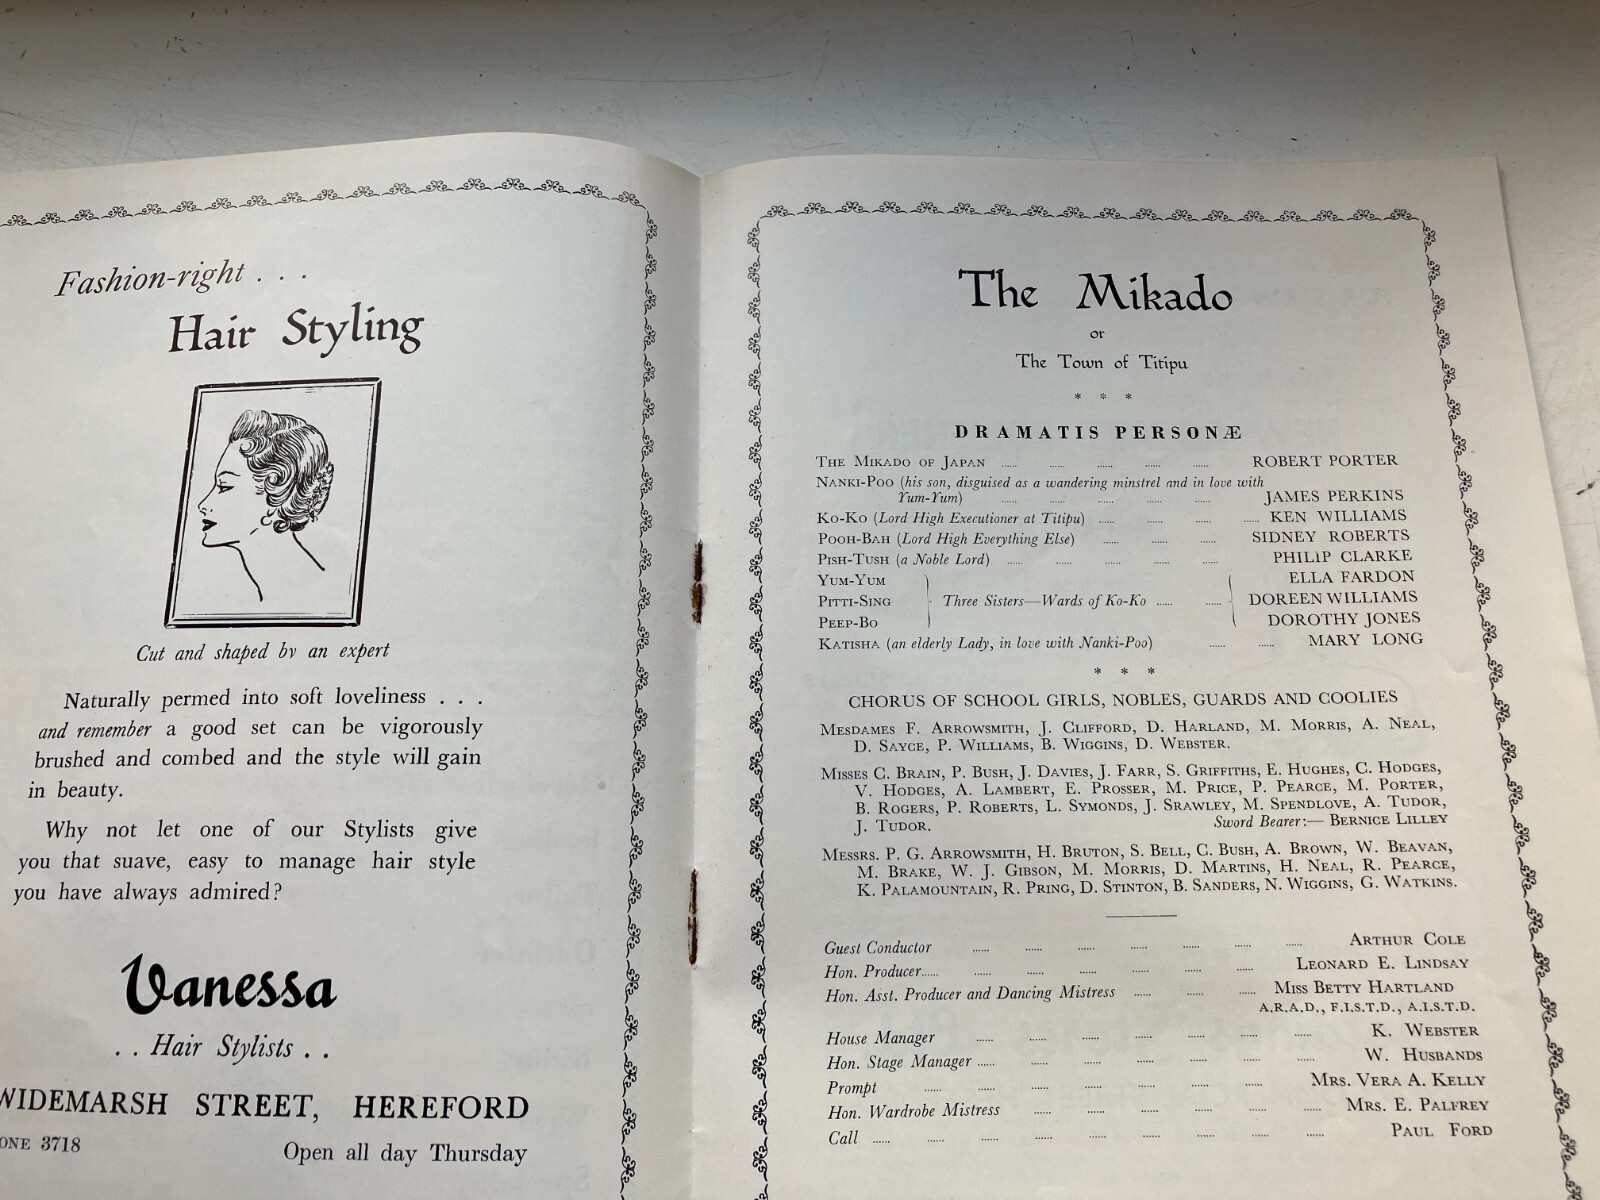 Fashion-right . . .
Hair Styling
Cut and shaped by an expert
Naturally permed into soft loveliness . . .
and remember a good set can be vigorously
brushed and combed and the style will gain
in beauty.
Why not let one of our Stylists give
you that suave, easy to manage hair style
you have always admired?
Vanessa
. . Hair Stylists . .
WIDEMARSH STREET, HEREFORD
ONE 3718 Open all day Thursday
The Mikado
or
The Town of Titipu
* * *
DRAMATIS PERSONÆ
THE MIKADO OF JAPAN ...... ...... ...... ...... ...... ROBERT PORTER
NANKI-POO (his son, disguised as a wandering minstrel and in love with
Yum-Yum) ...... ...... ...... ...... ...... JAMES PERKINS
KO-KO (Lord High Executioner at Titipu) ...... ...... ...... ...... KEN WILLIAMS
POOH-BAH (Lord High Everything Else) ...... ...... ...... SIDNEY ROBERTS
PISH-TUSH (a Noble Lord) ...... ...... ...... ...... ...... PHILIP CLARKE
YUM-YUM ELLA FARDON
PITTI-SING } Three Sisters—Wards of Ko-Ko ...... ...... { DOREEN WILLIAMS
PEEP-BO DOROTHY JONES
KATISHA (an elderly Lady, in love with Nanki-Poo) ...... ...... MARY LONG
* * *
CHORUS OF SCHOOL GIRLS, NOBLES, GUARDS AND COOLIES
MESDAMES F. ARROWSMITH, J. CLIFFORD, D. HARLAND, M. MORRIS, A. NEAL,
D. SAYCE, P. WILLIAMS, B. WIGGINS, D. WEBSTER.
MISSES C. BRAIN, P. BUSH, J. DAVIES, J. FARR, S. GRIFFITHS, E. HUGHES, C. HODGES,
V. HODGES, A. LAMBERT, E. PROSSER, M. PRICE, P. PEARCE, M. PORTER,
B. ROGERS, P. ROBERTS, L. SYMONDS, J. SRAWLEY, M. SPENDLOVE, A. TUDOR,
J. TUDOR. Sword Bearer:— BERNICE LILLEY
MESSRS. P. G. ARROWSMITH, H. BRUTON, S. BELL, C. BUSH, A. BROWN, W. BEAVAN,
M. BRAKE, W. J. GIBSON, M. MORRIS, D. MARTINS, H. NEAL, R. PEARCE,
K. PALAMOUNTAIN, R. PRING, D. STINTON, B. SANDERS, N. WIGGINS, G. WATKINS.
Guest Conductor ...... ...... ...... ...... ...... ...... ...... ARTHUR COLE
Hon. Producer...... ...... ...... ...... ...... ...... ...... LEONARD E. LINDSAY
Hon. Asst. Producer and Dancing Mistress ...... ...... ...... MISS BETTY HARTLAND
A.R.A.D., F.I.S.T.D., A.I.S.T.D.
House Manager ...... ...... ...... ...... ...... ...... ...... K. WEBSTER
Hon. Stage Manager ...... ...... ...... ...... ...... ...... ...... W. HUSBANDS
Prompt ...... ...... ...... ...... ...... ...... ...... MRS. VERA A. KELLY
Hon. Wardrobe Mistress ...... ...... ...... ...... ...... ...... MRS. E. PALFREY
Call ...... ...... ...... ...... ...... ...... ...... ...... ...... PAUL FORD